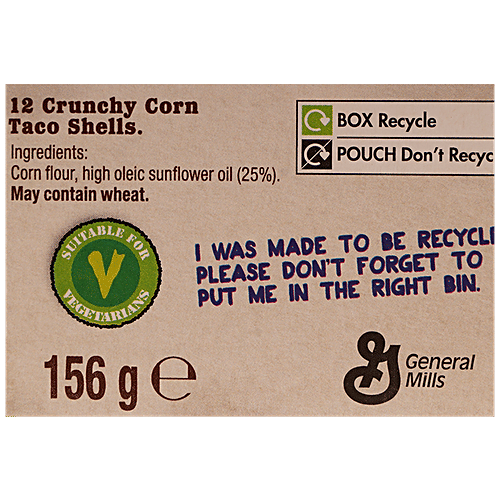 12 Crunchy Corn
Taco Shells.
Ingredients:
Corn flour, high oleic sunflower oil (25%).
May contain wheat.
BOX Recycle
POUCH Don't Recyc
SUITABLE FOR
V
VEGETARIANS
I WAS MADE TO BE RECYCL
PLEASE DON'T FORGET TO
PUT ME IN THE RIGHT BIN.
156 g ℮
G
General
Mills